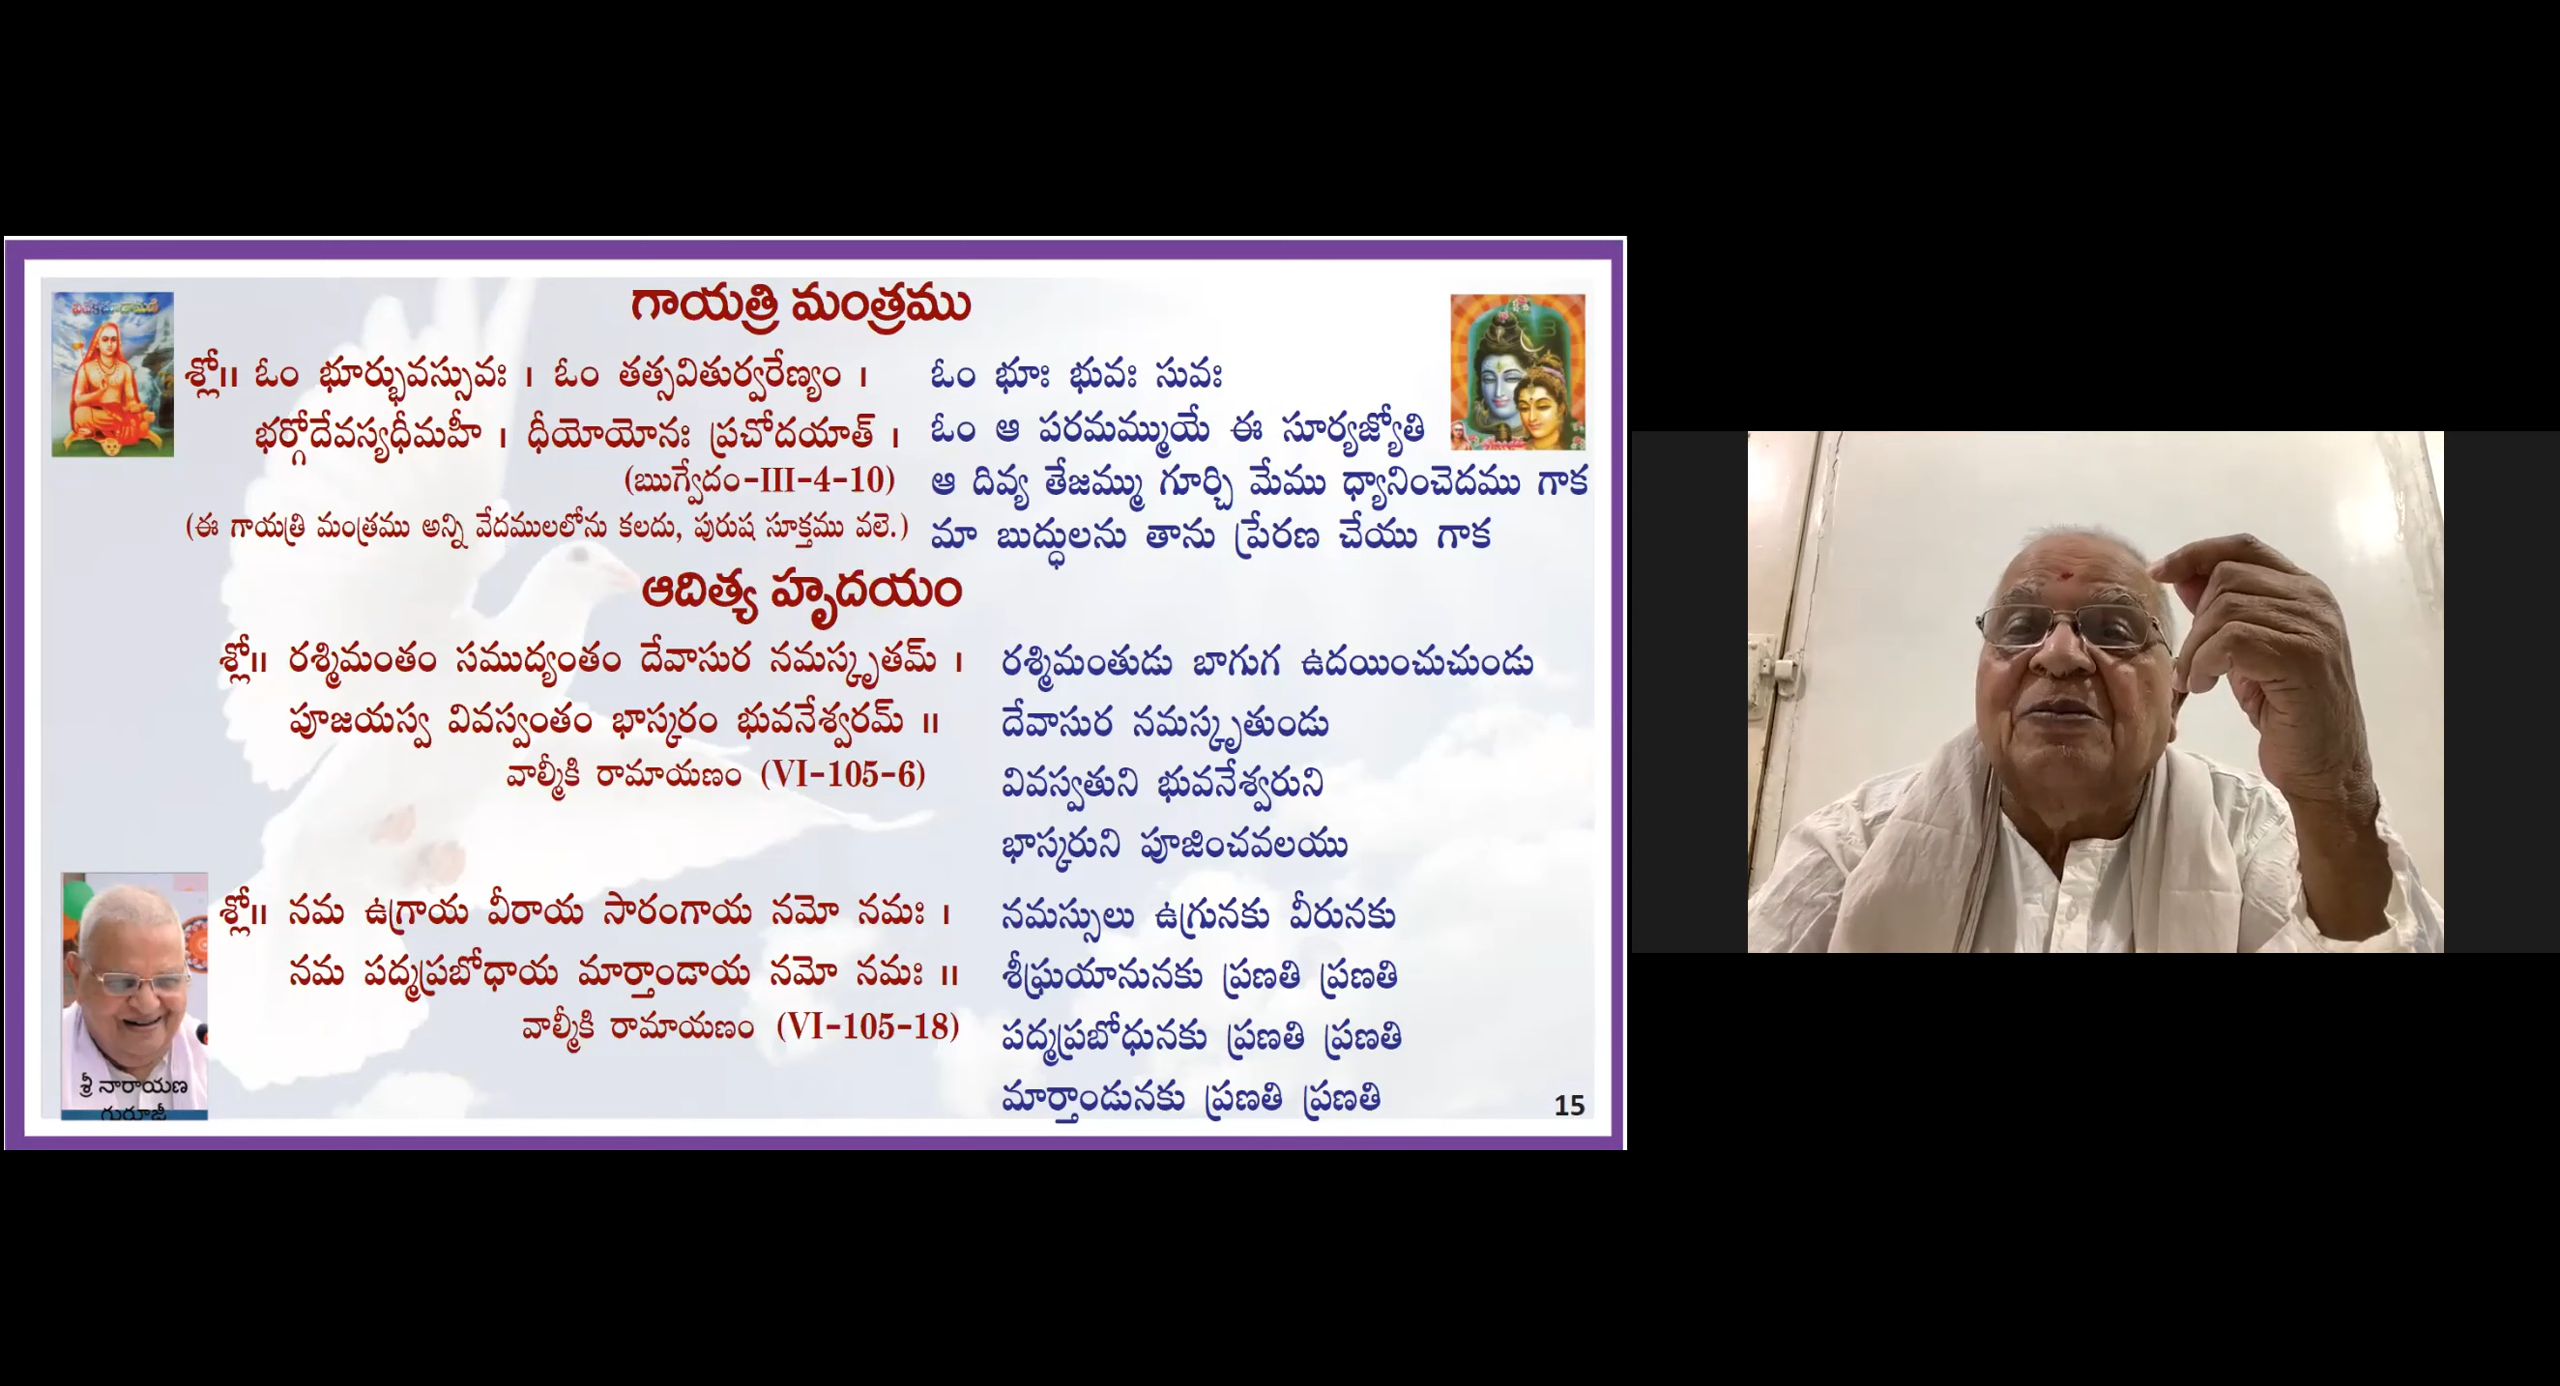 గాయత్రి మంత్రము
వివేకచూడామణి
శ్లో॥ ఓం భూర్భువస్సువః । ఓం తత్సవితుర్వరేణ్యం ।
భర్గోదేవస్యధీమహీ । ధీయోయోనః ప్రచోదయాత్ ।
(ఋగ్వేదం-III-4-10)
(ఈ గాయత్రి మంత్రము అన్ని వేదములలోను కలదు, పురుష సూక్తము వలె.)
ఓం భూః భువః సువః
ఓం ఆ పరమమ్ముయే ఈ సూర్యజ్యోతి
ఆ దివ్య తేజమ్ము గూర్చి మేము ధ్యానించెదము గాక
మా బుద్ధులను తాను ప్రేరణ చేయు గాక
ఆదిత్య హృదయం
శ్లో॥ రశ్మిమంతం సముద్యంతం దేవాసుర నమస్కృతమ్ ।
పూజయస్వ వివస్వంతం భాస్కరం భువనేశ్వరమ్ ॥
వాల్మీకి రామాయణం (VI-105-6)
రశ్మిమంతుడు బాగుగ ఉదయించుచుండు
దేవాసుర నమస్కృతుండు
వివస్వతుని భువనేశ్వరుని
భాస్కరుని పూజించవలయు
శ్లో॥ నమ ఉగ్రాయ వీరాయ సారంగాయ నమో నమః ।
నమ పద్మప్రబోధాయ మార్తాండాయ నమో నమః ॥
వాల్మీకి రామాయణం (VI-105-18)
నమస్సులు ఉగ్రునకు వీరునకు
శీఘ్రయానునకు ప్రణతి ప్రణతి
పద్మప్రబోధునకు ప్రణతి ప్రణతి
మార్తాండునకు ప్రణతి ప్రణతి
శ్రీ నారాయణ
గురూజీ
15